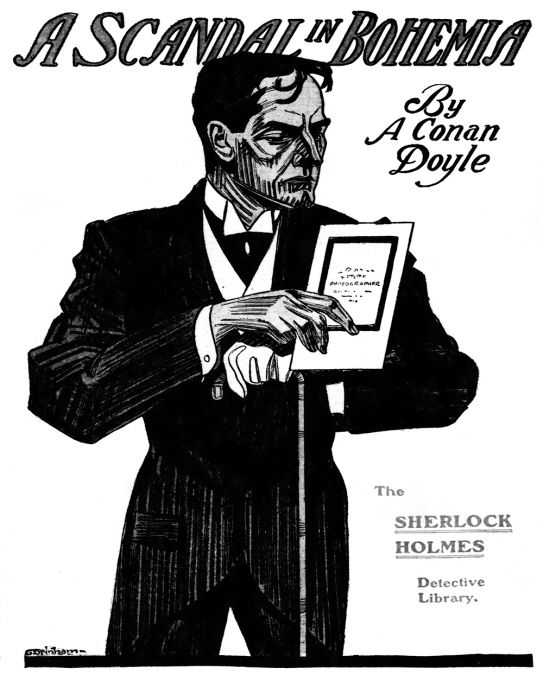 A SCANDAL IN BOHEMIA
By
A Conan
Doyle
PHOTOGRAPHER
The
SHERLOCK
HOLMES
Detective
Library.